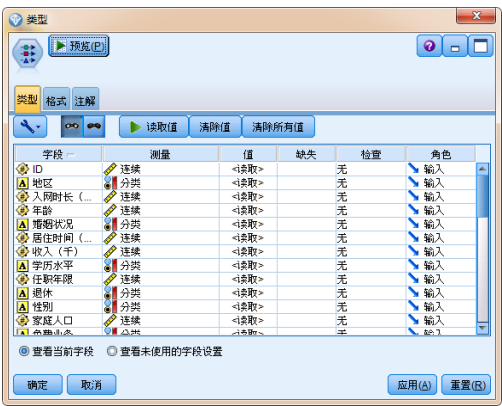 类型
预览(P)
类型 格式 注解
读取值 清除值 清除所有值
字段 测量 值 缺失 检查 角色
ID 连续 <读取> 无 输入
地区 分类 <读取> 无 输入
入网时长（... 连续 <读取> 无 输入
年龄 连续 <读取> 无 输入
婚姻状况 分类 <读取> 无 输入
居住时间（... 连续 <读取> 无 输入
收入（千） 连续 <读取> 无 输入
学历水平 分类 <读取> 无 输入
任职年限 连续 <读取> 无 输入
退休 分类 <读取> 无 输入
性别 分类 <读取> 无 输入
家庭人口 连续 <读取> 无 输入
查看当前字段 查看未使用的字段设置
确定 取消 应用(A) 重置(R)